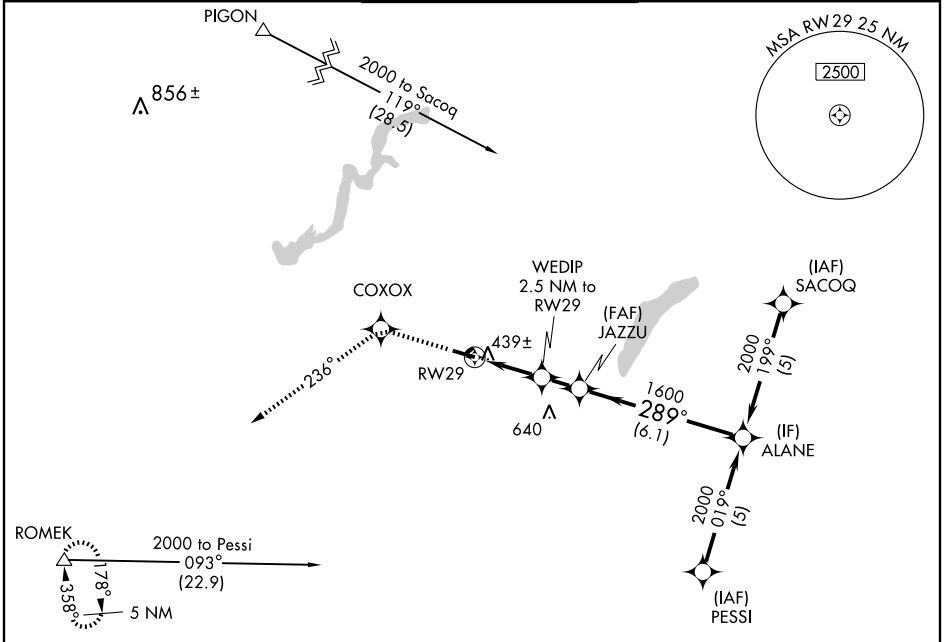 PIGON
2000 to Sacoq
119°
(28.5)
856±
MSA RW29 25 NM
2500
COXOX
WEDIP
2.5 NM to
RW29
(FAF)
JAZZU
(IAF)
SACOQ
439±
RW29
236°
640
1600
289°
(6.1)
2000
199°
(5)
(IF)
ALANE
2000
019°
(5)
(IAF)
PESSI
ROMEK
2000 to Pessi
093°
(22.9)
178°
358°
5 NM